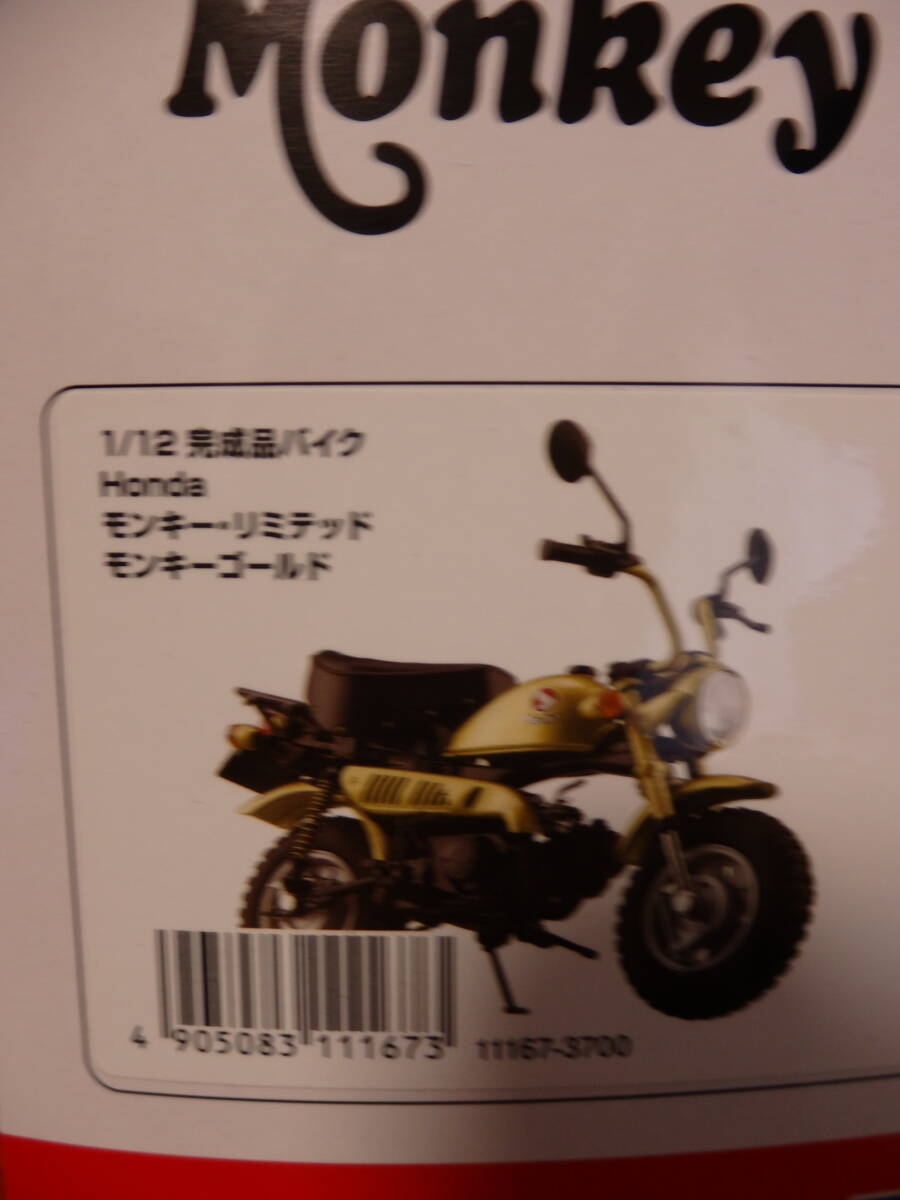 Monkey
1/12 完成品バイク
Honda
モンキー・リミテッド
モンキーゴールド
4 905083 111673 11167-3700